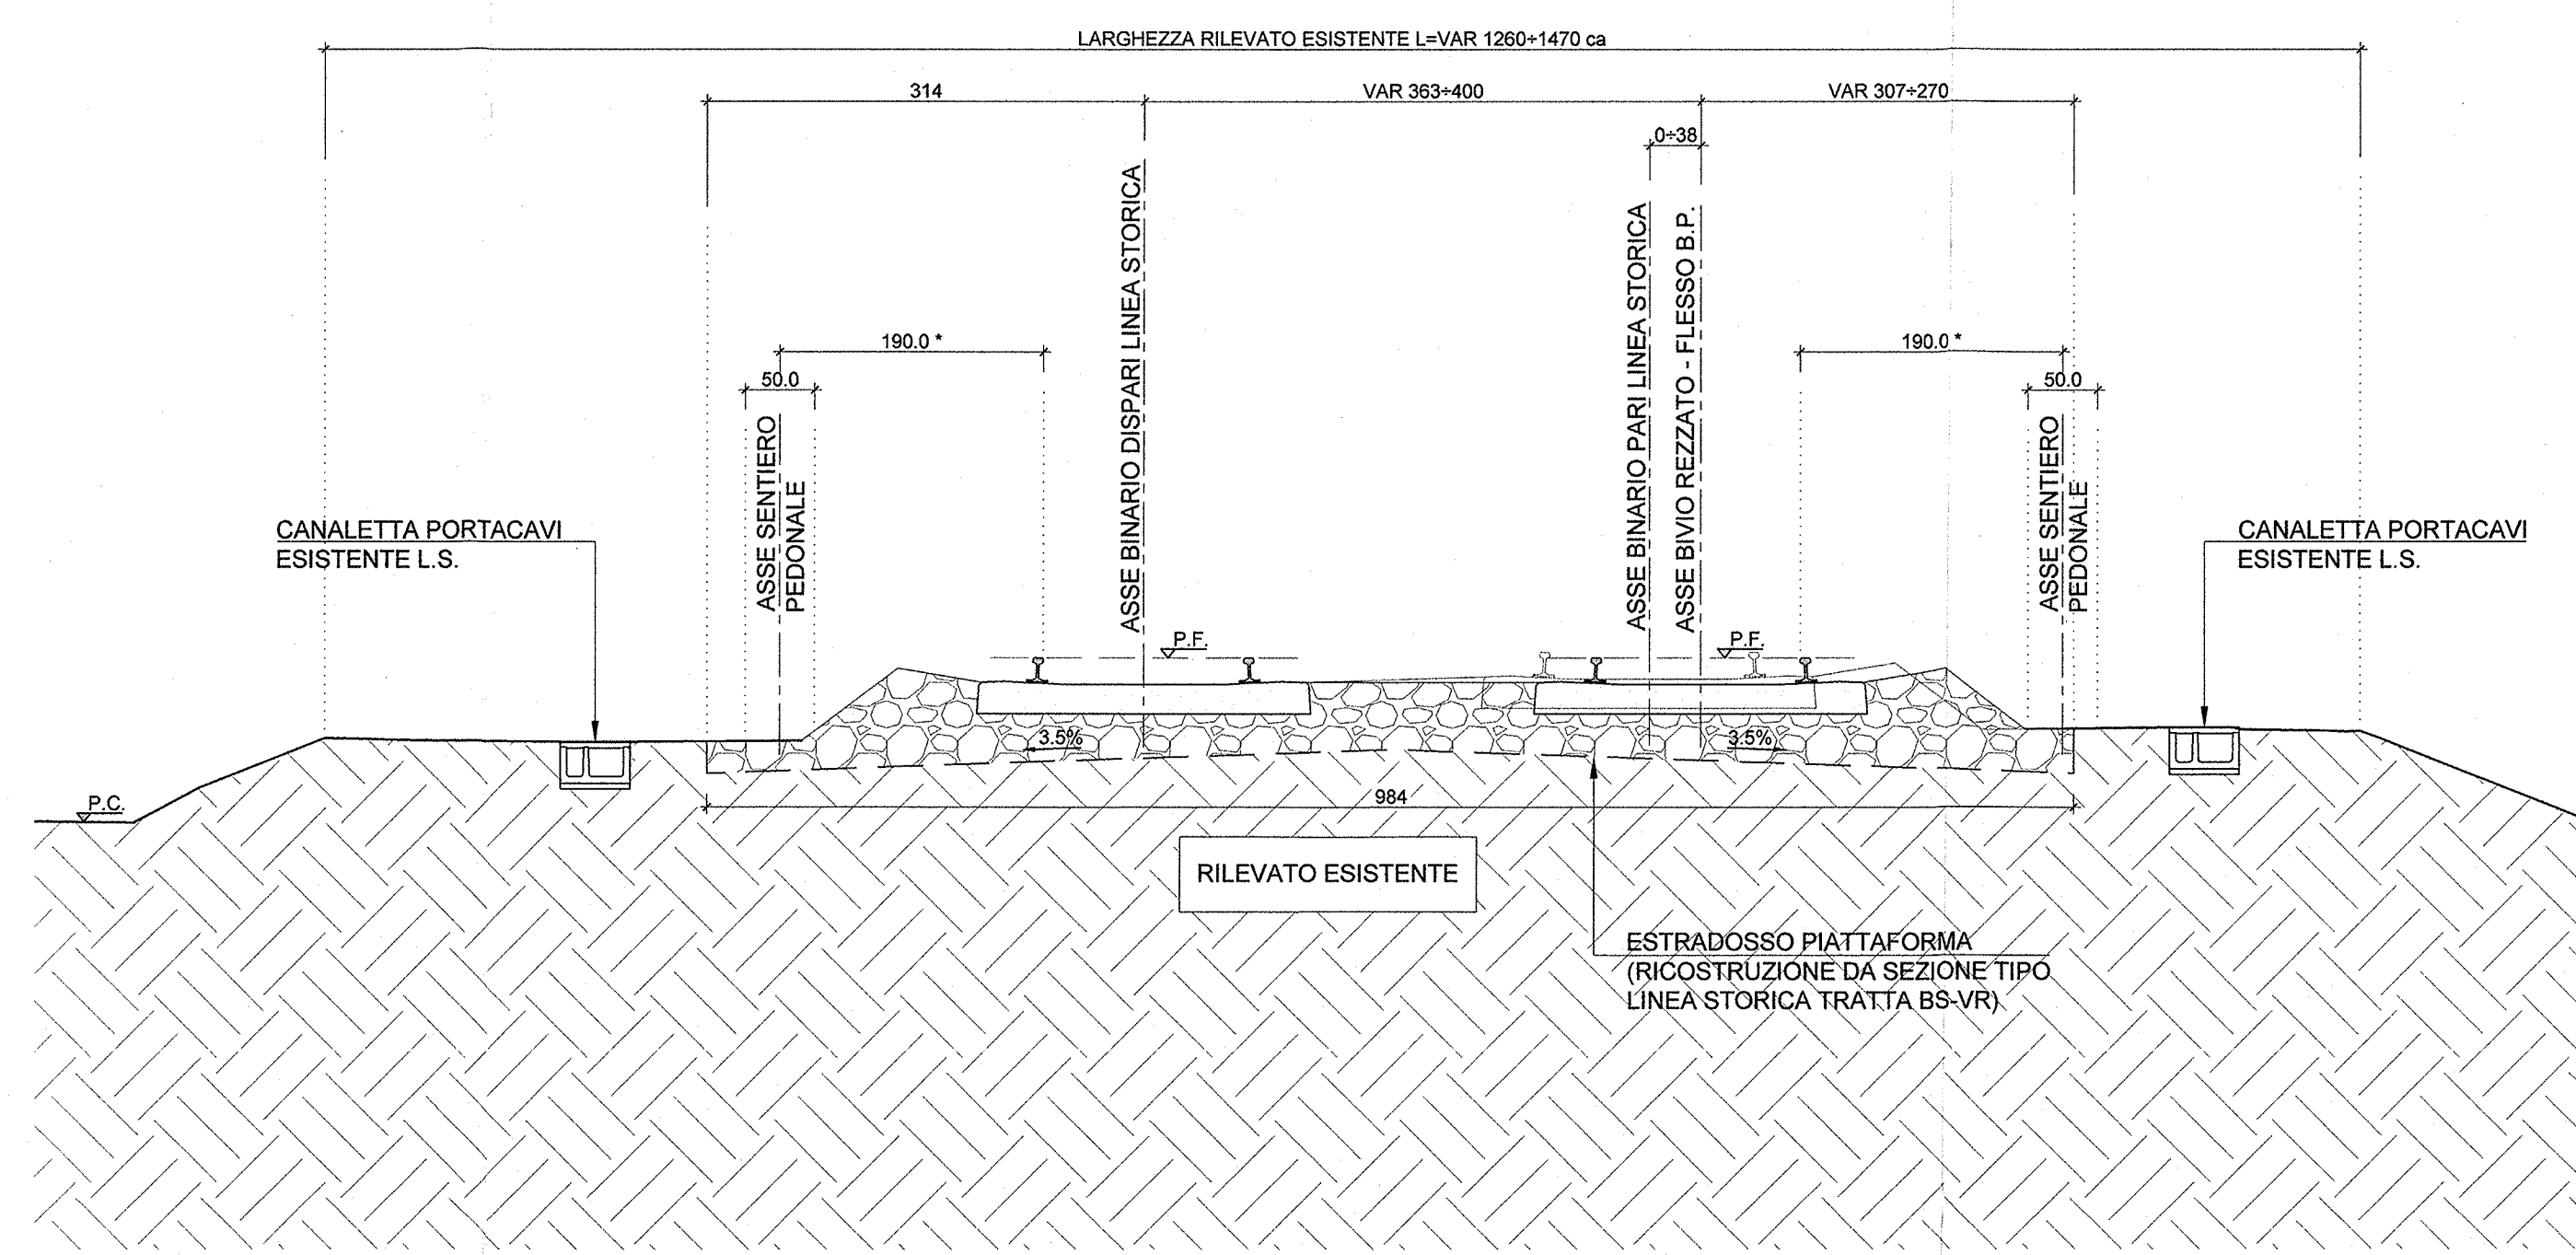 LARGHEZZA RILEVATO ESISTENTE L=VAR 1260÷1470 ca
314
VAR 363÷400
VAR 307÷270
0÷38
ASSE BINARIO DISPARI LINEA STORICA
ASSE BINARIO PARI LINEA STORICA
ASSE BIVIO REZZATO - FLESSO B.P.
190.0 *
190.0 *
50.0
50.0
ASSE SENTIERO
PEDONALE
ASSE SENTIERO
PEDONALE
CANALETTA PORTACAVI
ESISTENTE L.S.
CANALETTA PORTACAVI
ESISTENTE L.S.
P.F.
P.F.
3.5%
3.5%
P.C.
984
RILEVATO ESISTENTE
ESTRADOSSO PIATTAFORMA
(RICOSTRUZIONE DA SEZIONE TIPO
LINEA STORICA TRATTA BS-VR)